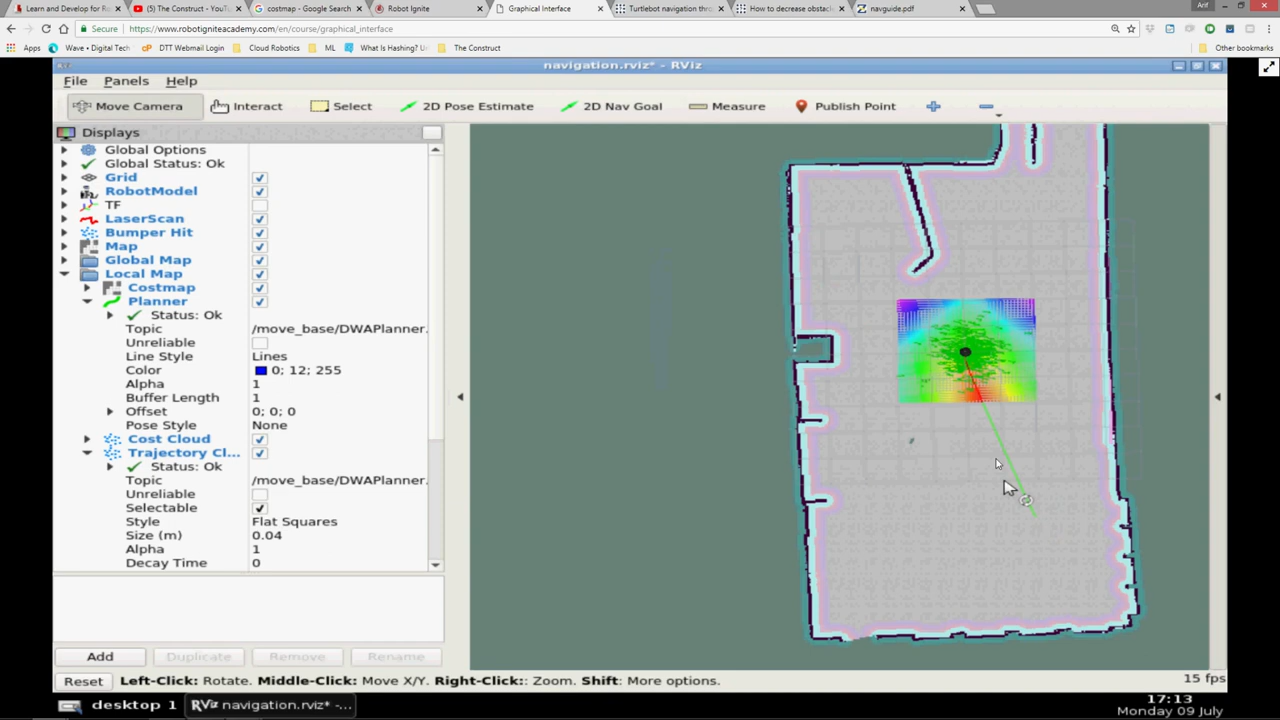 Learn and Develop for Ro
(5) The Construct - YouTu
costmap - Google Search
Robot Ignite
Graphical Interface
Turtlebot navigation thro
How to decrease obstac
navguide.pdf
Arif
Secure https://www.robotigniteacademy.com/en/course/graphical_interface
Apps Wave • Digital Tech DTT Webmail Login Cloud Robotics ML What Is Hashing? Un The Construct Other bookmarks
navigation.rviz* - RViz
File Panels Help
Move Camera Interact Select 2D Pose Estimate 2D Nav Goal Measure Publish Point
Displays
Global Options
Global Status: Ok
Grid
RobotModel
TF
LaserScan
Bumper Hit
Map
Global Map
Local Map
Costmap
Planner
Status: Ok
Topic /move_base/DWAPlanner.
Unreliable
Line Style Lines
Color 0; 12; 255
Alpha 1
Buffer Length 1
Offset 0; 0; 0
Pose Style None
Cost Cloud
Trajectory Cl...
Status: Ok
Topic /move_base/DWAPlanner.
Unreliable
Selectable
Style Flat Squares
Size (m) 0.04
Alpha 1
Decay Time 0
Add Duplicate Remove Rename
Reset Left-Click: Rotate. Middle-Click: Move X/Y. Right-Click:: Zoom. Shift: More options. 15 fps
desktop 1 RViz navigation.rviz* -...
17:13
Monday 09 July